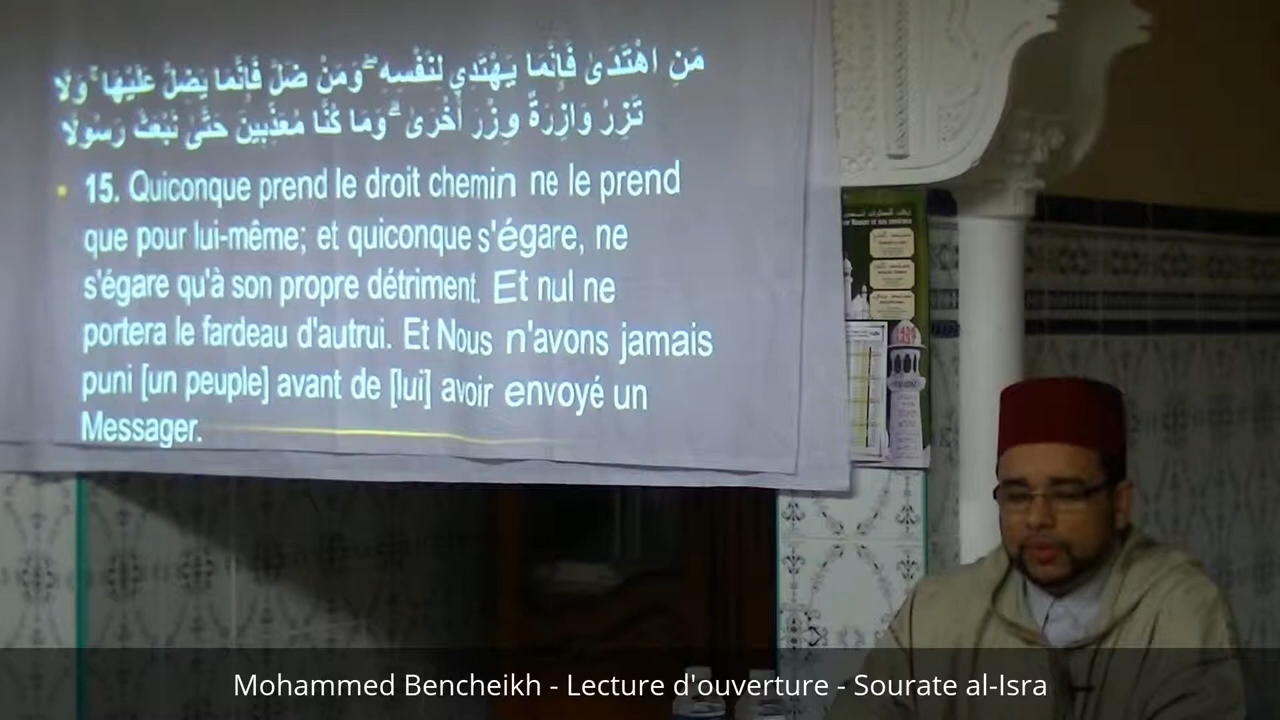 مَنِ اهْتَدَىٰ فَإِنَّمَا يَهْتَدِي لِنَفْسِهِ ۖ وَمَنْ ضَلَّ فَإِنَّمَا يَضِلُّ عَلَيْهَا ۚ وَلَا
تَزِرُ وَازِرَةٌ وِزْرَ أُخْرَىٰ ۗ وَمَا كُنَّا مُعَذِّبِينَ حَتَّىٰ نَبْعَثَ رَسُولًا
15. Quiconque prend le droit chemin ne le prend
que pour lui-même; et quiconque s'égare, ne
s'égare qu'à son propre détriment. Et nul ne
portera le fardeau d'autrui. Et Nous n'avons jamais
puni [un peuple] avant de [lui] avoir envoyé un
Messager.
1436
1437
Mohammed Bencheikh - Lecture d'ouverture - Sourate al-Isra